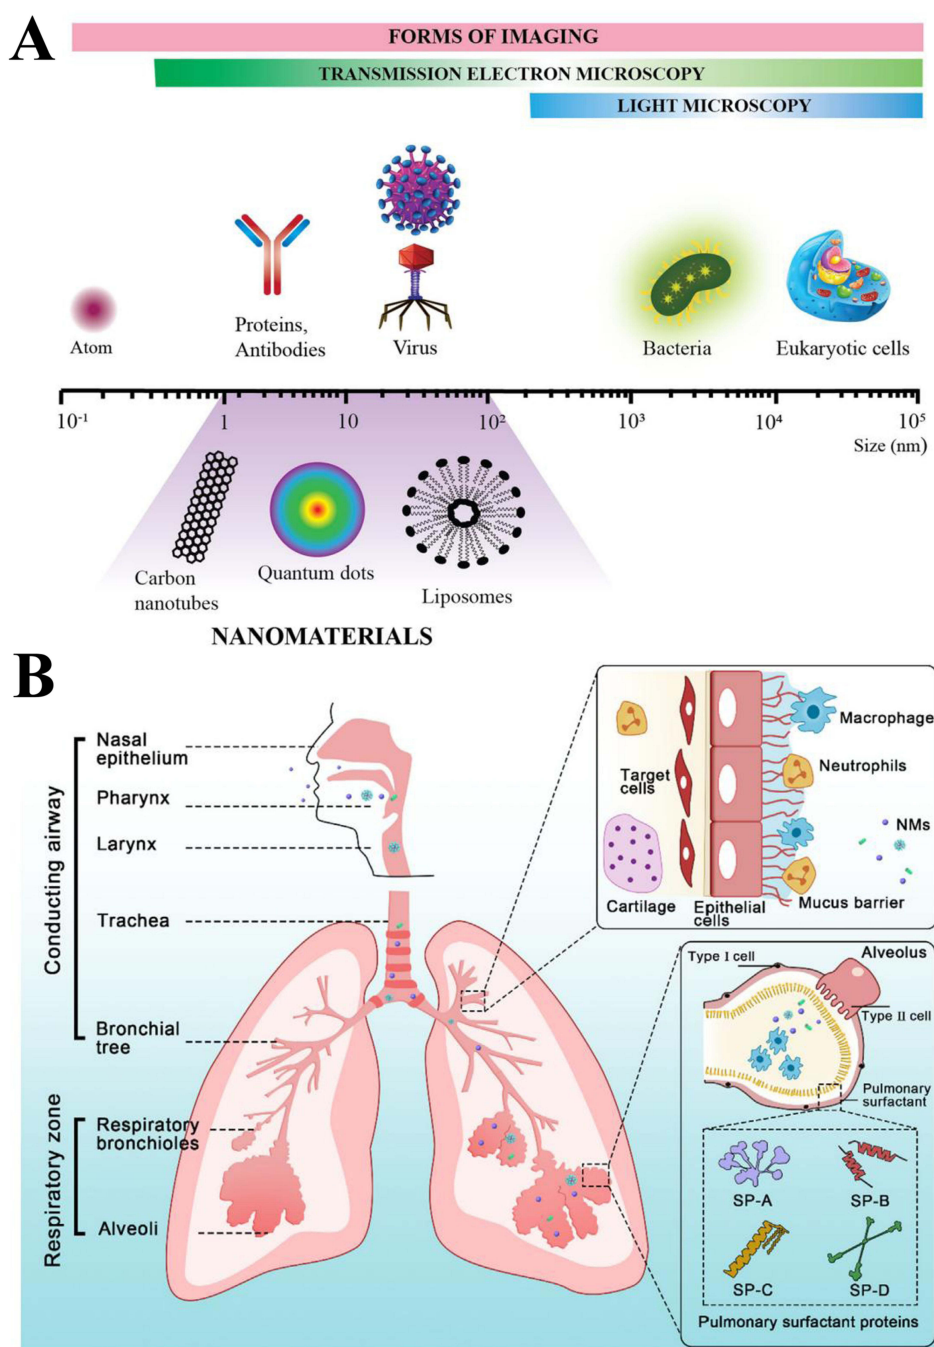 A
FORMS OF IMAGING
TRANSMISSION ELECTRON MICROSCOPY
LIGHT MICROSCOPY
Atom
Proteins,
Antibodies
Virus
Bacteria
Eukaryotic cells
10⁻¹
1
10
10²
10³
10⁴
10⁵
Size (nm)
Carbon
nanotubes
Quantum dots
Liposomes
NANOMATERIALS
B
Conducting airway
Nasal
epithelium
Pharynx
Larynx
Trachea
Bronchial
tree
Respiratory zone
Respiratory
bronchioles
Alveoli
Macrophage
Neutrophils
Target
cells
NMs
Cartilage
Epithelial
cells
Mucus barrier
Type I cell
Alveolus
Type II cell
Pulmonary
surfactant
SP-A
SP-B
SP-C
SP-D
Pulmonary surfactant proteins